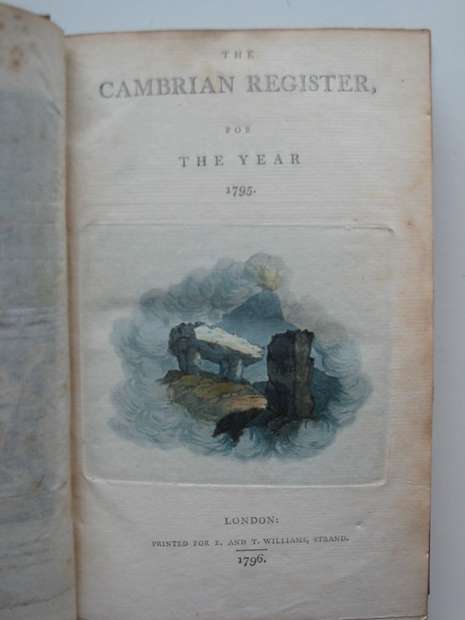 THE
CAMBRIAN REGISTER,
FOR
THE YEAR
1795.
LONDON:
PRINTED FOR E. AND T. WILLIAMS, STRAND.
1796.